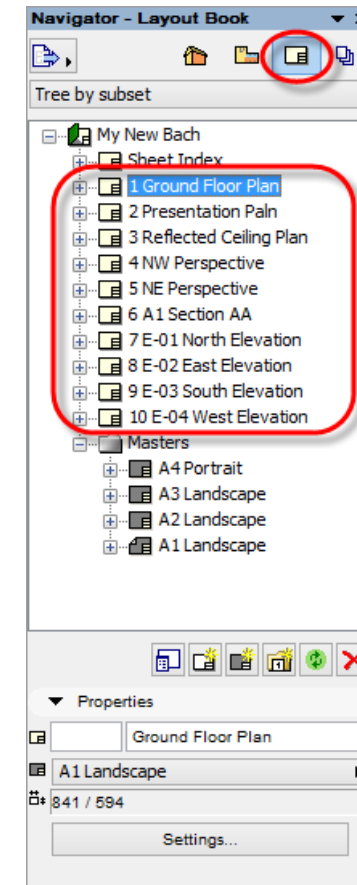 Navigator - Layout Book
Tree by subset
My New Bach
Sheet Index
1 Ground Floor Plan
2 Presentation Paln
3 Reflected Ceiling Plan
4 NW Perspective
5 NE Perspective
6 A1 Section AA
7 E-01 North Elevation
8 E-02 East Elevation
9 E-03 South Elevation
10 E-04 West Elevation
Masters
A4 Portrait
A3 Landscape
A2 Landscape
A1 Landscape
Properties
Ground Floor Plan
A1 Landscape
841 / 594
Settings...